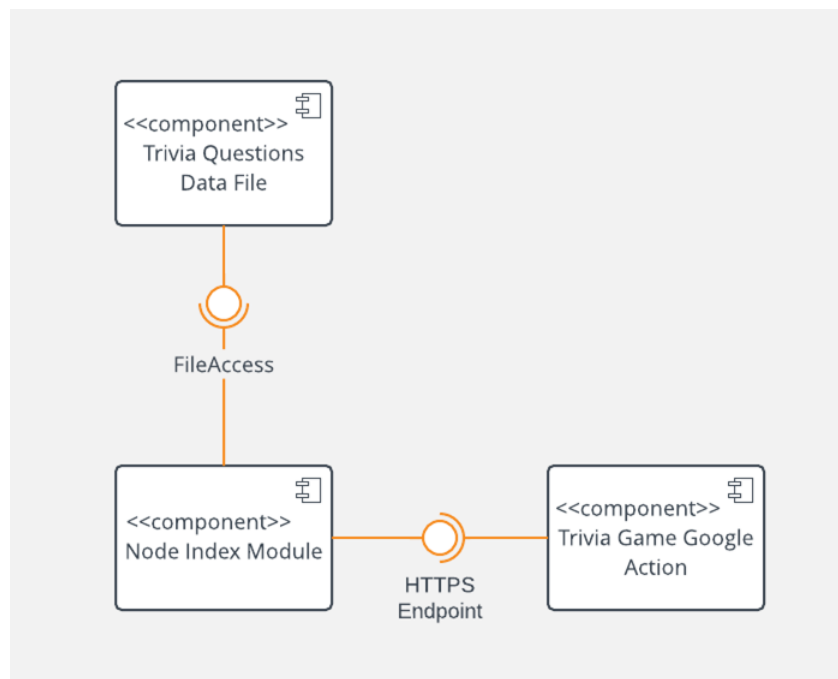 <<component>>
Trivia Questions
Data File
FileAccess
<<component>>
Node Index Module
HTTPS
Endpoint
<<component>>
Trivia Game Google
Action